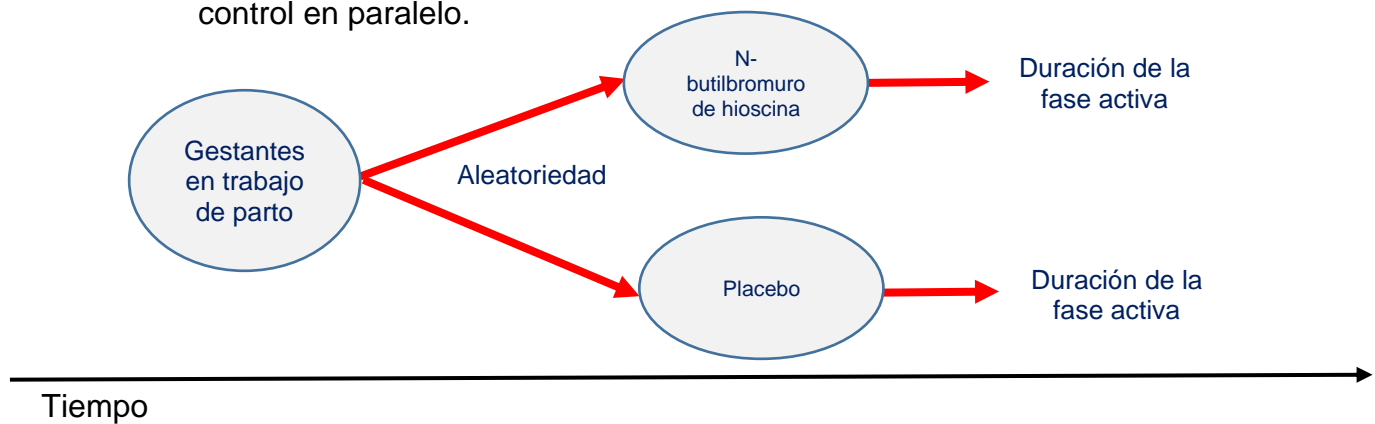 control en paralelo.
N-
butilbromuro
de hioscina
Duración de la
fase activa
Gestantes
en trabajo
de parto
Aleatoriedad
Placebo
Duración de la
fase activa
Tiempo